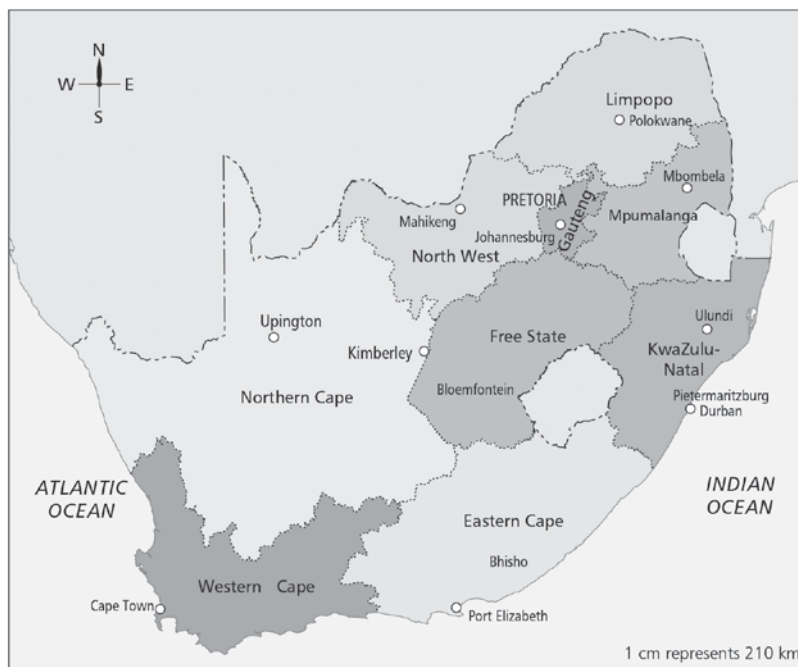 N
W E
S
Limpopo
Polokwane
Mbombela
PRETORIA
Gauteng
Mpumalanga
Mahikeng
Johannesburg
North West
Upington
Ulundi
Free State
Kimberley
KwaZulu-
Natal
Northern Cape
Bloemfontein
Pietermaritzburg
Durban
ATLANTIC
OCEAN
INDIAN
OCEAN
Eastern Cape
Bhisho
Western Cape
Cape Town
Port Elizabeth
1 cm represents 210 km